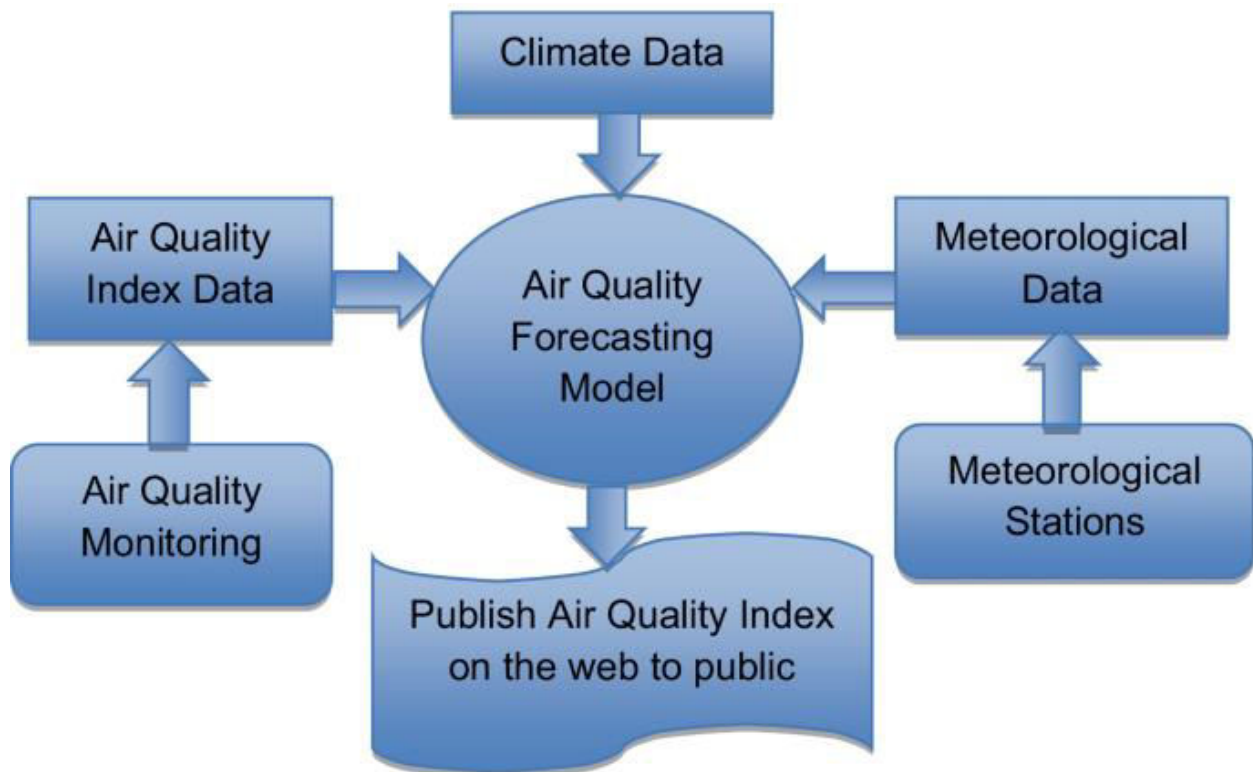 Climate Data
Air Quality
Index Data
Air Quality
Forecasting
Model
Meteorological
Data
Air Quality
Monitoring
Meteorological
Stations
Publish Air Quality Index
on the web to public